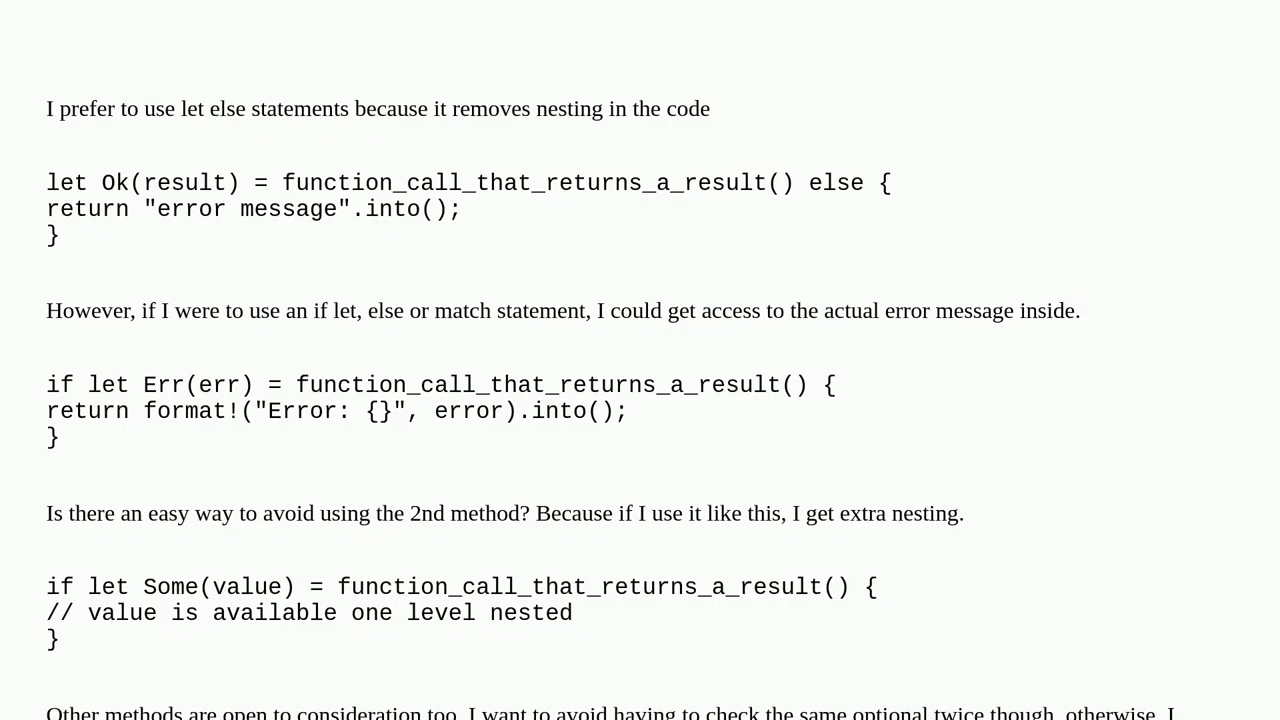 I prefer to use let else statements because it removes nesting in the code
let Ok(result) = function_call_that_returns_a_result() else {
return "error message".into();
}
However, if I were to use an if let, else or match statement, I could get access to the actual error message inside.
if let Err(err) = function_call_that_returns_a_result() {
return format!("Error: {}", error).into();
}
Is there an easy way to avoid using the 2nd method? Because if I use it like this, I get extra nesting.
if let Some(value) = function_call_that_returns_a_result() {
// value is available one level nested
}
Other methods are open to consideration too. I want to avoid having to check the same optional twice though, otherwise, I